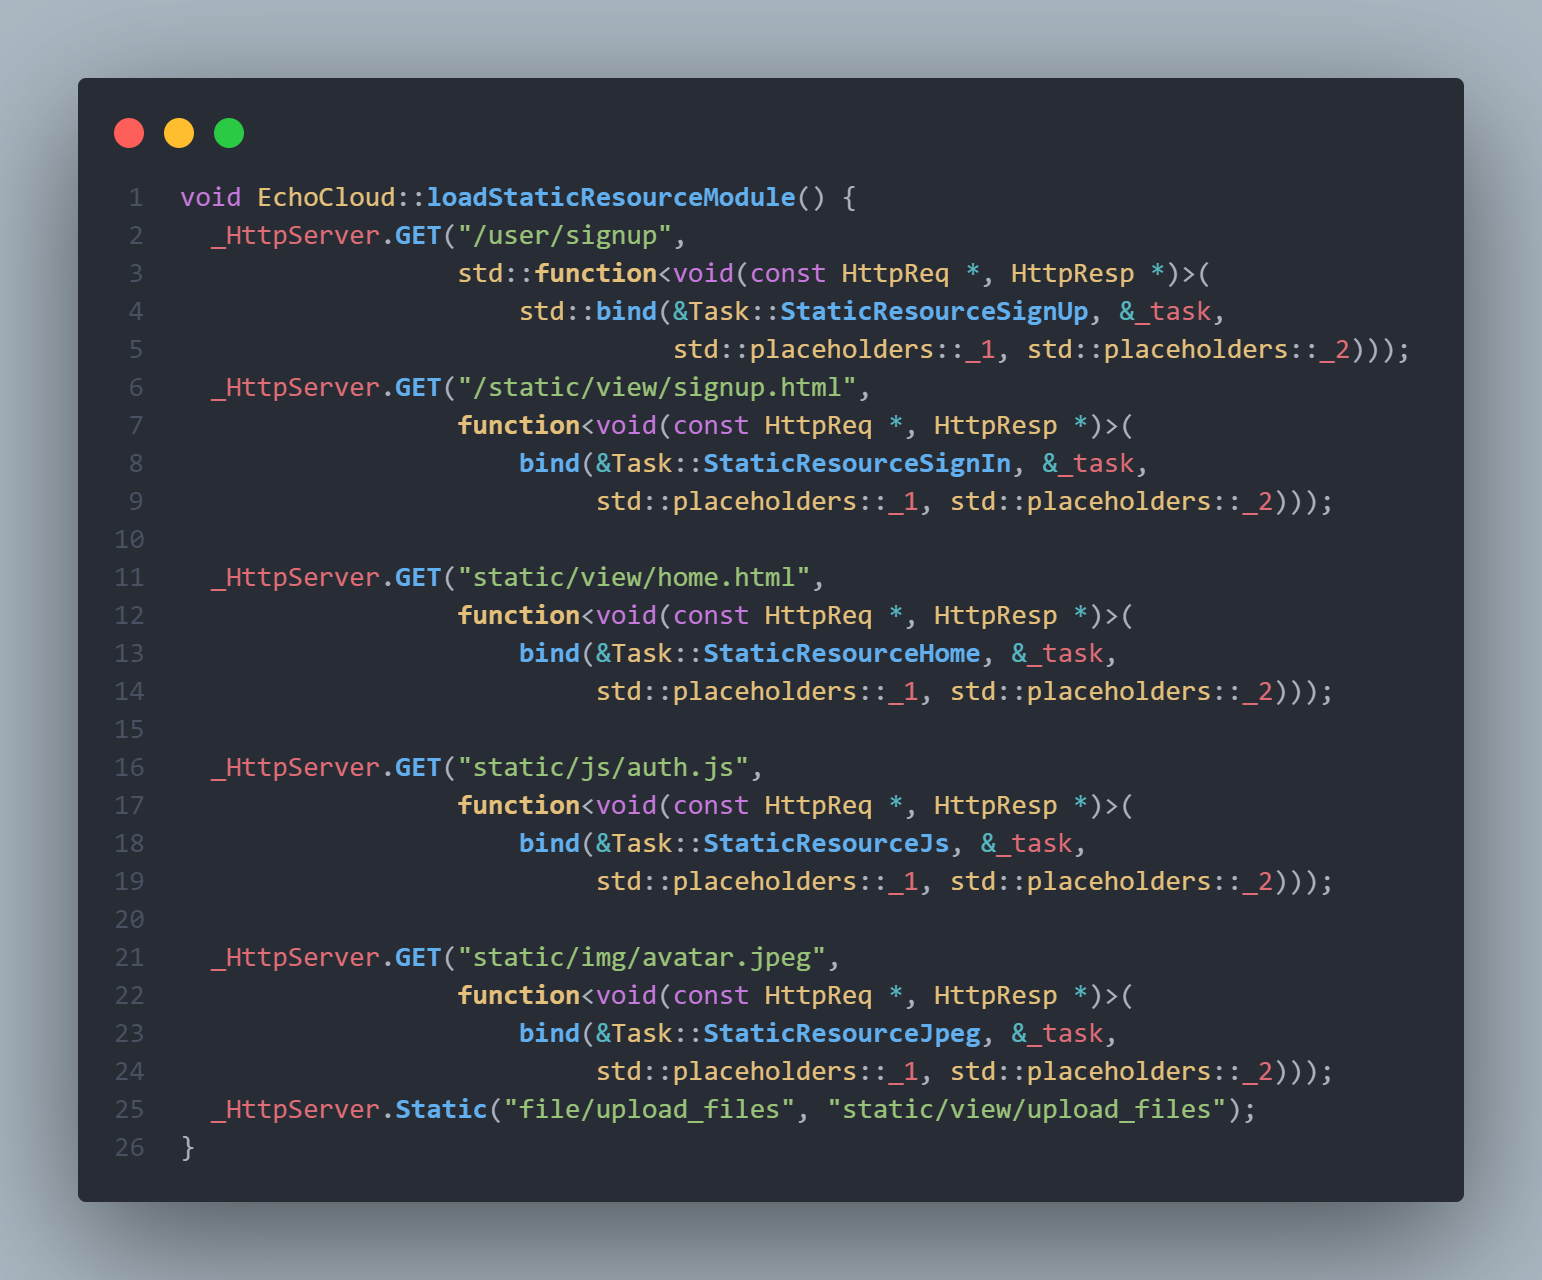 1 void EchoCloud::loadStaticResourceModule() {
2   _HttpServer.GET("/user/signup",
3                   std::function<void(const HttpReq *, HttpResp *)>(
4                       std::bind(&Task::StaticResourceSignUp, &_task,
5                                 std::placeholders::_1, std::placeholders::_2)));
6   _HttpServer.GET("/static/view/signup.html",
7                   function<void(const HttpReq *, HttpResp *)>(
8                       bind(&Task::StaticResourceSignIn, &_task,
9                            std::placeholders::_1, std::placeholders::_2)));
10
11   _HttpServer.GET("static/view/home.html",
12                   function<void(const HttpReq *, HttpResp *)>(
13                       bind(&Task::StaticResourceHome, &_task,
14                            std::placeholders::_1, std::placeholders::_2)));
15
16   _HttpServer.GET("static/js/auth.js",
17                   function<void(const HttpReq *, HttpResp *)>(
18                       bind(&Task::StaticResourceJs, &_task,
19                            std::placeholders::_1, std::placeholders::_2)));
20
21   _HttpServer.GET("static/img/avatar.jpeg",
22                   function<void(const HttpReq *, HttpResp *)>(
23                       bind(&Task::StaticResourceJpeg, &_task,
24                            std::placeholders::_1, std::placeholders::_2)));
25   _HttpServer.Static("file/upload_files", "static/view/upload_files");
26 }